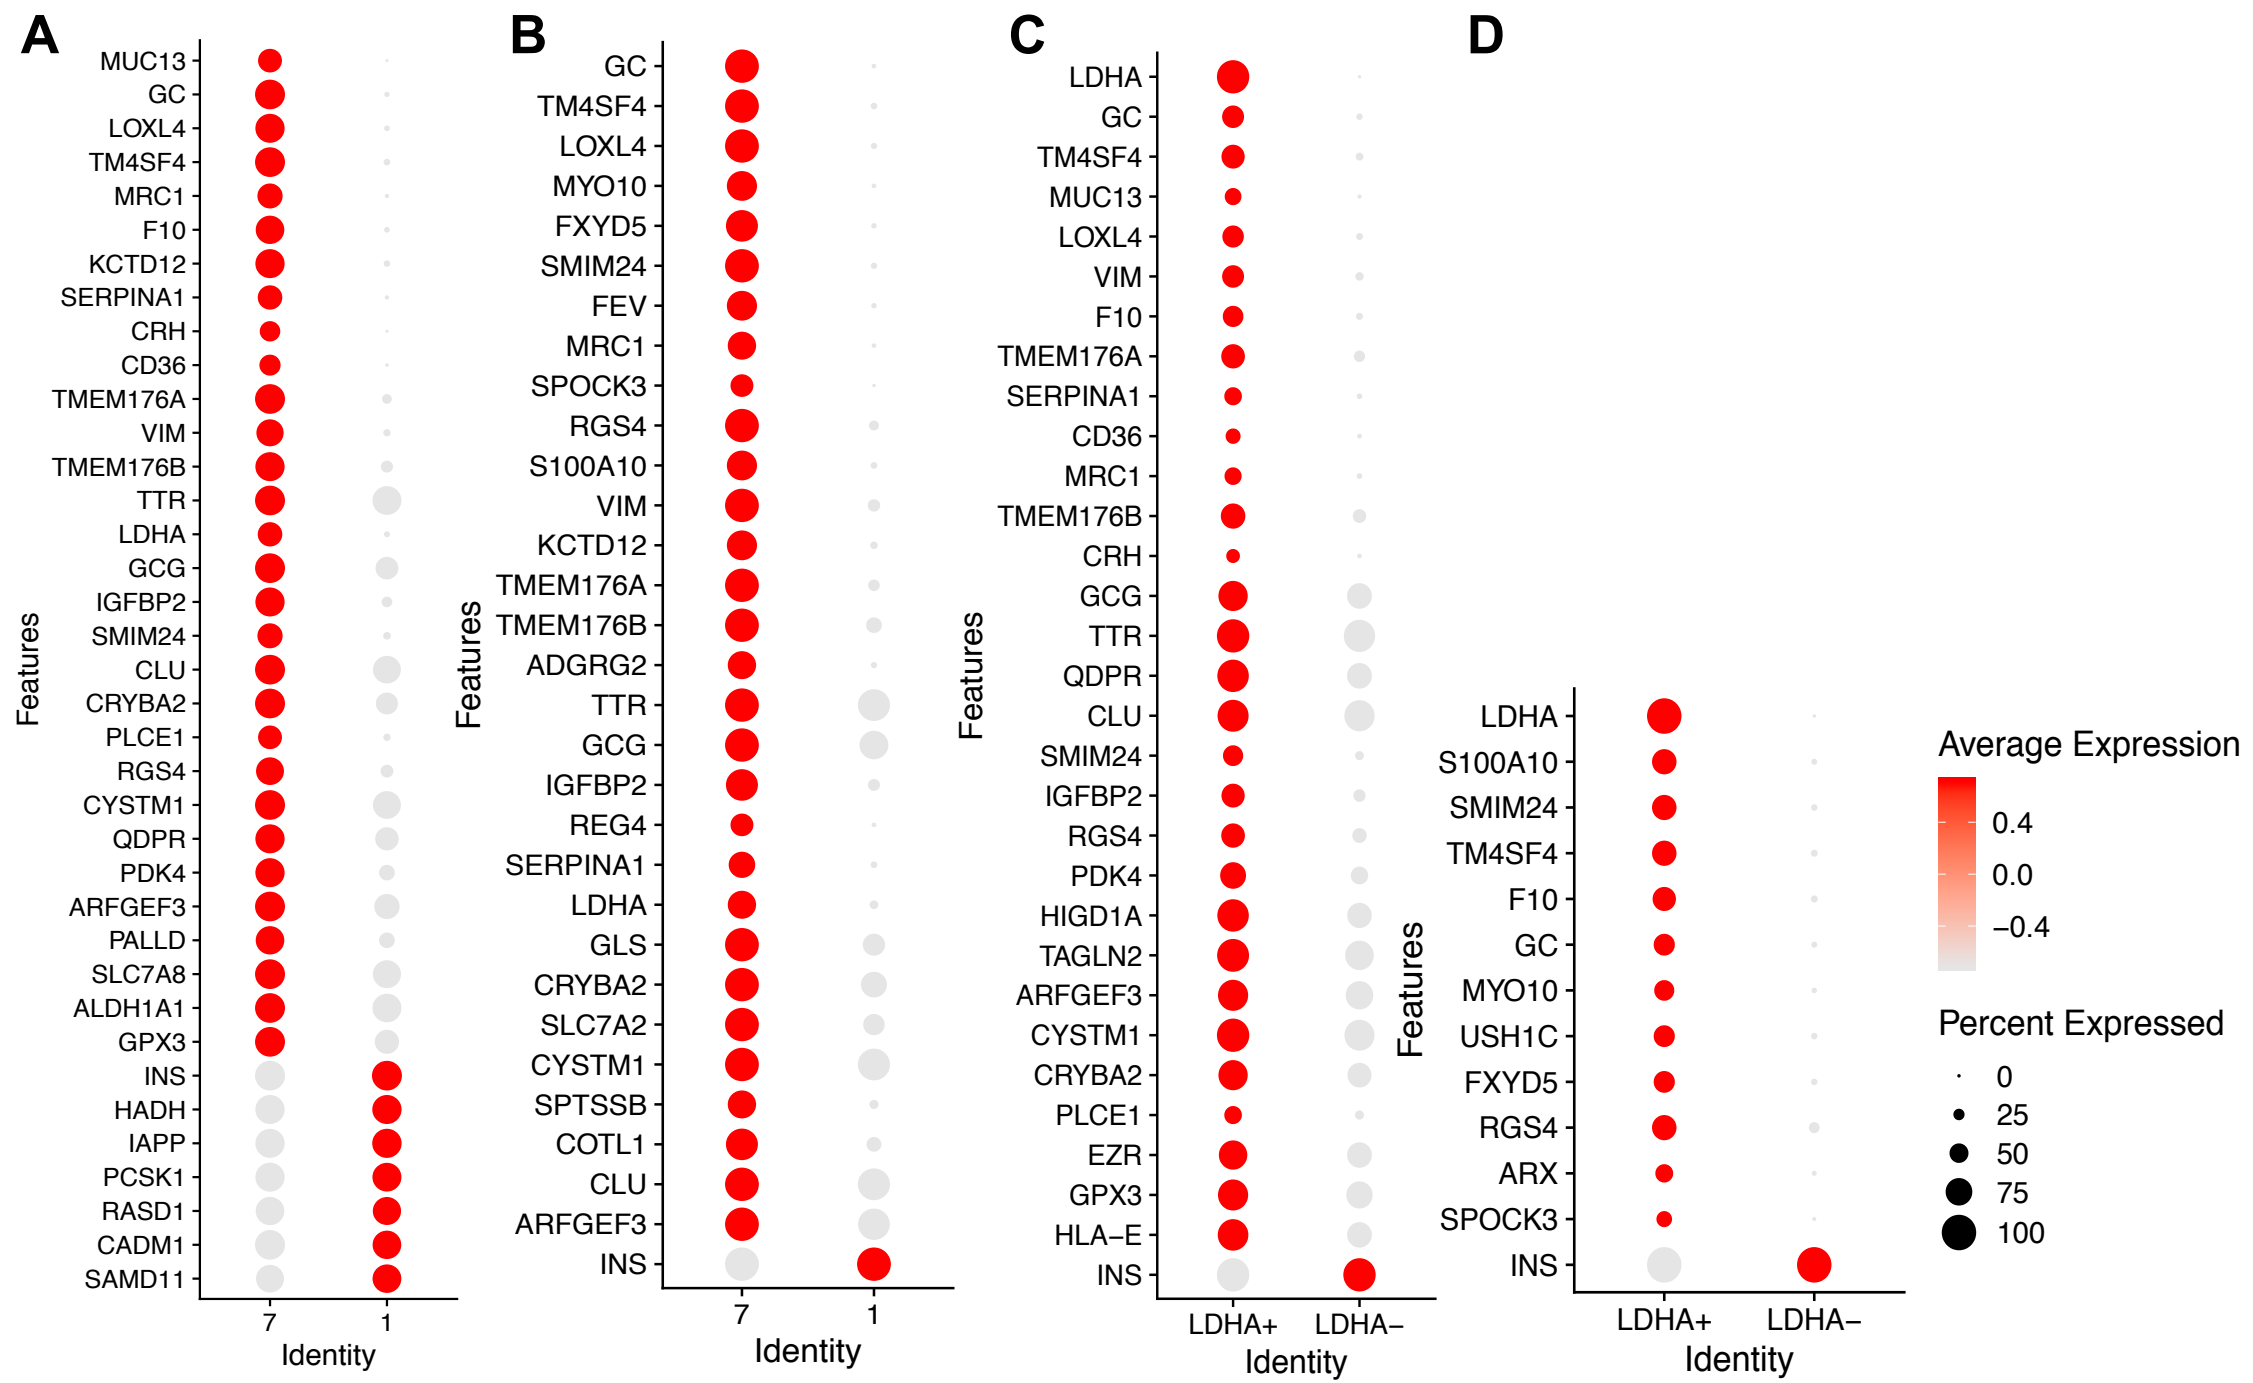 A
MUC13
GC
LOXL4
TM4SF4
MRC1
F10
KCTD12
SERPINA1
CRH
CD36
TMEM176A
VIM
TMEM176B
TTR
LDHA
GCG
IGFBP2
SMIM24
CLU
CRYBA2
PLCE1
RGS4
CYSTM1
QDPR
PDK4
ARFGEF3
PALLD
SLC7A8
ALDH1A1
GPX3
INS
HADH
IAPP
PCSK1
RASD1
CADM1
SAMD11
Features
7 1
Identity
B
GC
TM4SF4
LOXL4
MYO10
FXYD5
SMIM24
FEV
MRC1
SPOCK3
RGS4
S100A10
VIM
KCTD12
TMEM176A
TMEM176B
ADGRG2
TTR
GCG
IGFBP2
REG4
SERPINA1
LDHA
GLS
CRYBA2
SLC7A2
CYSTM1
SPTSSB
COTL1
CLU
ARFGEF3
INS
Features
7 1
Identity
C
LDHA
GC
TM4SF4
MUC13
LOXL4
VIM
F10
TMEM176A
SERPINA1
CD36
MRC1
TMEM176B
CRH
GCG
TTR
QDPR
CLU
SMIM24
IGFBP2
RGS4
PDK4
HIGD1A
TAGLN2
ARFGEF3
CYSTM1
CRYBA2
PLCE1
EZR
GPX3
HLA−E
INS
Features
LDHA+ LDHA−
Identity
D
LDHA
S100A10
SMIM24
TM4SF4
F10
GC
MYO10
USH1C
FXYD5
RGS4
ARX
SPOCK3
INS
Features
LDHA+ LDHA−
Identity
Average Expression
0.4
0.0
−0.4
Percent Expressed
0
25
50
75
100